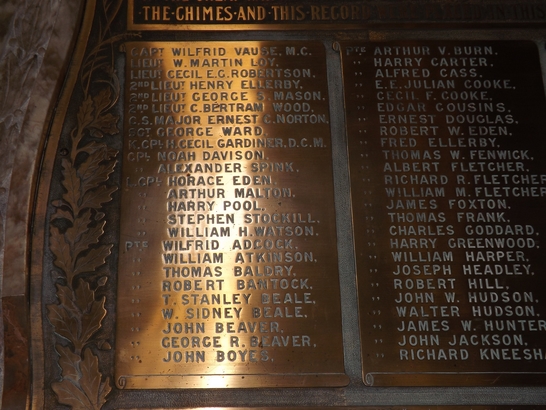 THE·CHIMES·AND·THIS·RECORD THIS
CAPT WILFRID VAUSE, M.C.
LIEUT W. MARTIN LOY.
LIEUT CECIL E.G. ROBERTSON.
2ND LIEUT HENRY ELLERBY.
2ND LIEUT GEORGE S. MASON.
2ND LIEUT C. BERTRAM WOOD.
C.S. MAJOR ERNEST C. NORTON.
SGT GEORGE WARD.
H. CECIL GARDINER, D.C.M.
CPL NOAH DAVISON.
" ALEXANDER SPINK.
L.CPL HORACE EDEN.
" ARTHUR MALTON.
" HARRY POOL.
" STEPHEN STOCKILL.
" WILLIAM H. WATSON.
PTE WILFRID ADCOCK.
" WILLIAM ATKINSON.
" THOMAS BALDRY.
" ROBERT BANTOCK.
" T. STANLEY BEALE.
" W. SIDNEY BEALE.
" JOHN BEAVER.
" GEORGE R. BEAVER.
" JOHN BOYES.
PTE ARTHUR V. BURN.
" HARRY CARTER.
" ALFRED CASS.
" E.E. JULIAN COOKE.
" CECIL F. COOKE.
" EDGAR COUSINS.
" ERNEST DOUGLAS.
" ROBERT W. EDEN.
" FRED ELLERBY.
" THOMAS W. FENWICK.
" ALBERT FLETCHER.
" RICHARD R. FLETCHER
" WILLIAM M. FLETCHER
" JAMES FOXTON.
" THOMAS FRANK.
" CHARLES GODDARD.
" HARRY GREENWOOD.
" WILLIAM HARPER.
" JOSEPH HEADLEY.
" ROBERT HILL.
" JOHN W. HUDSON.
" WALTER HUDSON.
" JAMES W. HUNTER
" JOHN JACKSON.
" RICHARD KNEESHA